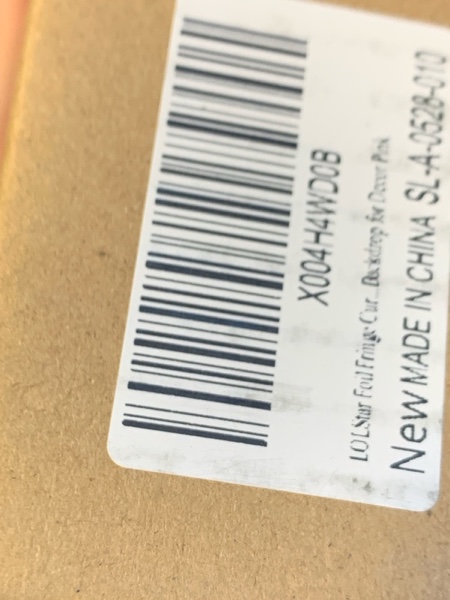 X004H4WD0B
LOLStar Foil Fringe Cur...Backdrop for Decor Pink
New MADE IN CHINA SL-A-0528-010